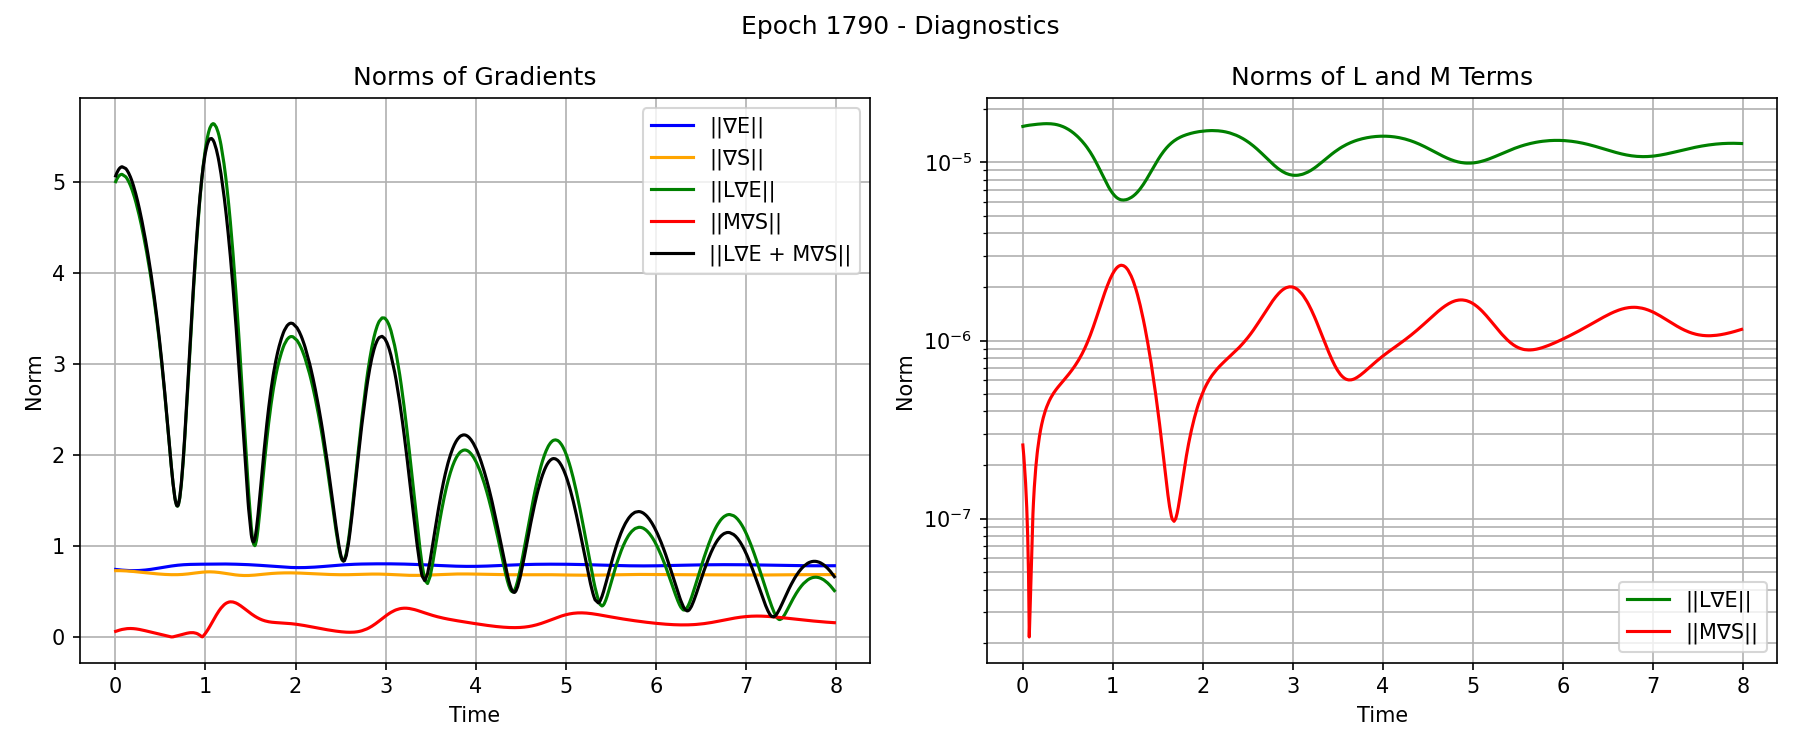 Epoch 1790 - Diagnostics
Norms of Gradients
Norm
5
4
3
2
1
0
||∇E||
||∇S||
||L∇E||
||M∇S||
||L∇E + M∇S||
0 1 2 3 4 5 6 7 8
Time
Norms of L and M Terms
Norm
10⁻⁵
10⁻⁶
10⁻⁷
||L∇E||
||M∇S||
0 1 2 3 4 5 6 7 8
Time